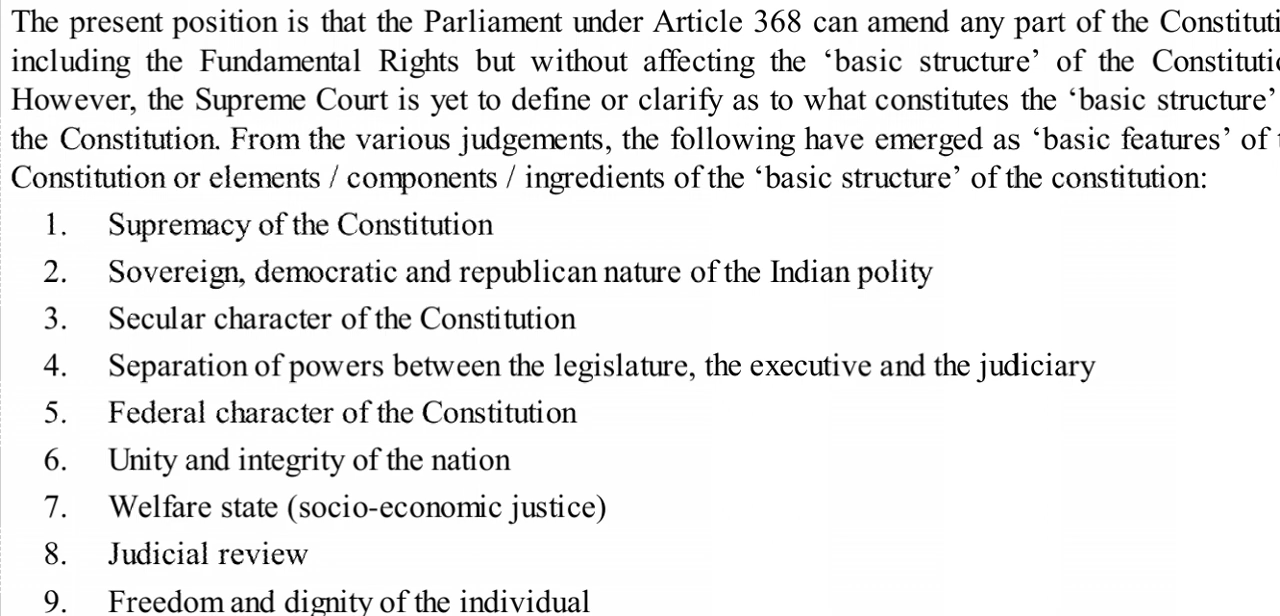 The present position is that the Parliament under Article 368 can amend any part of the
including the Fundamental Rights but without affecting the ‘basic structure’ of the
However, the Supreme Court is yet to define or clarify as to what constitutes the ‘basic structure’
the Constitution. From the various judgements, the following have emerged as ‘basic features’ of
Constitution or elements / components / ingredients of the ‘basic structure’ of the constitution:
1. Supremacy of the Constitution
2. Sovereign, democratic and republican nature of the Indian polity
3. Secular character of the Constitution
4. Separation of powers between the legislature, the executive and the judiciary
5. Federal character of the Constitution
6. Unity and integrity of the nation
7. Welfare state (socio-economic justice)
8. Judicial review
9. Freedom and dignity of the individual